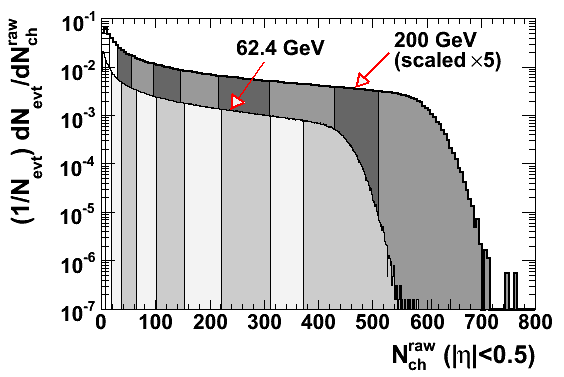 (1/N_evt) dN_evt/dN_ch^raw
10^-1
10^-2
10^-3
10^-4
10^-5
10^-6
10^-7
62.4 GeV
200 GeV
(scaled ×5)
0 100 200 300 400 500 600 700 800
N_ch^raw (|η|<0.5)